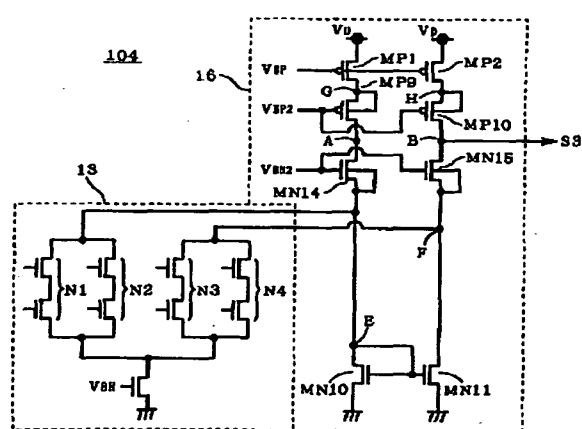 104
16
VD
VD
VBP
MP1
MP2
G
MP9
H
VBP2
MP10
A
B
S3
VBN2
MN15
MN14
13
F
N1
N2
N3
N4
E
VBN
MN10
MN11